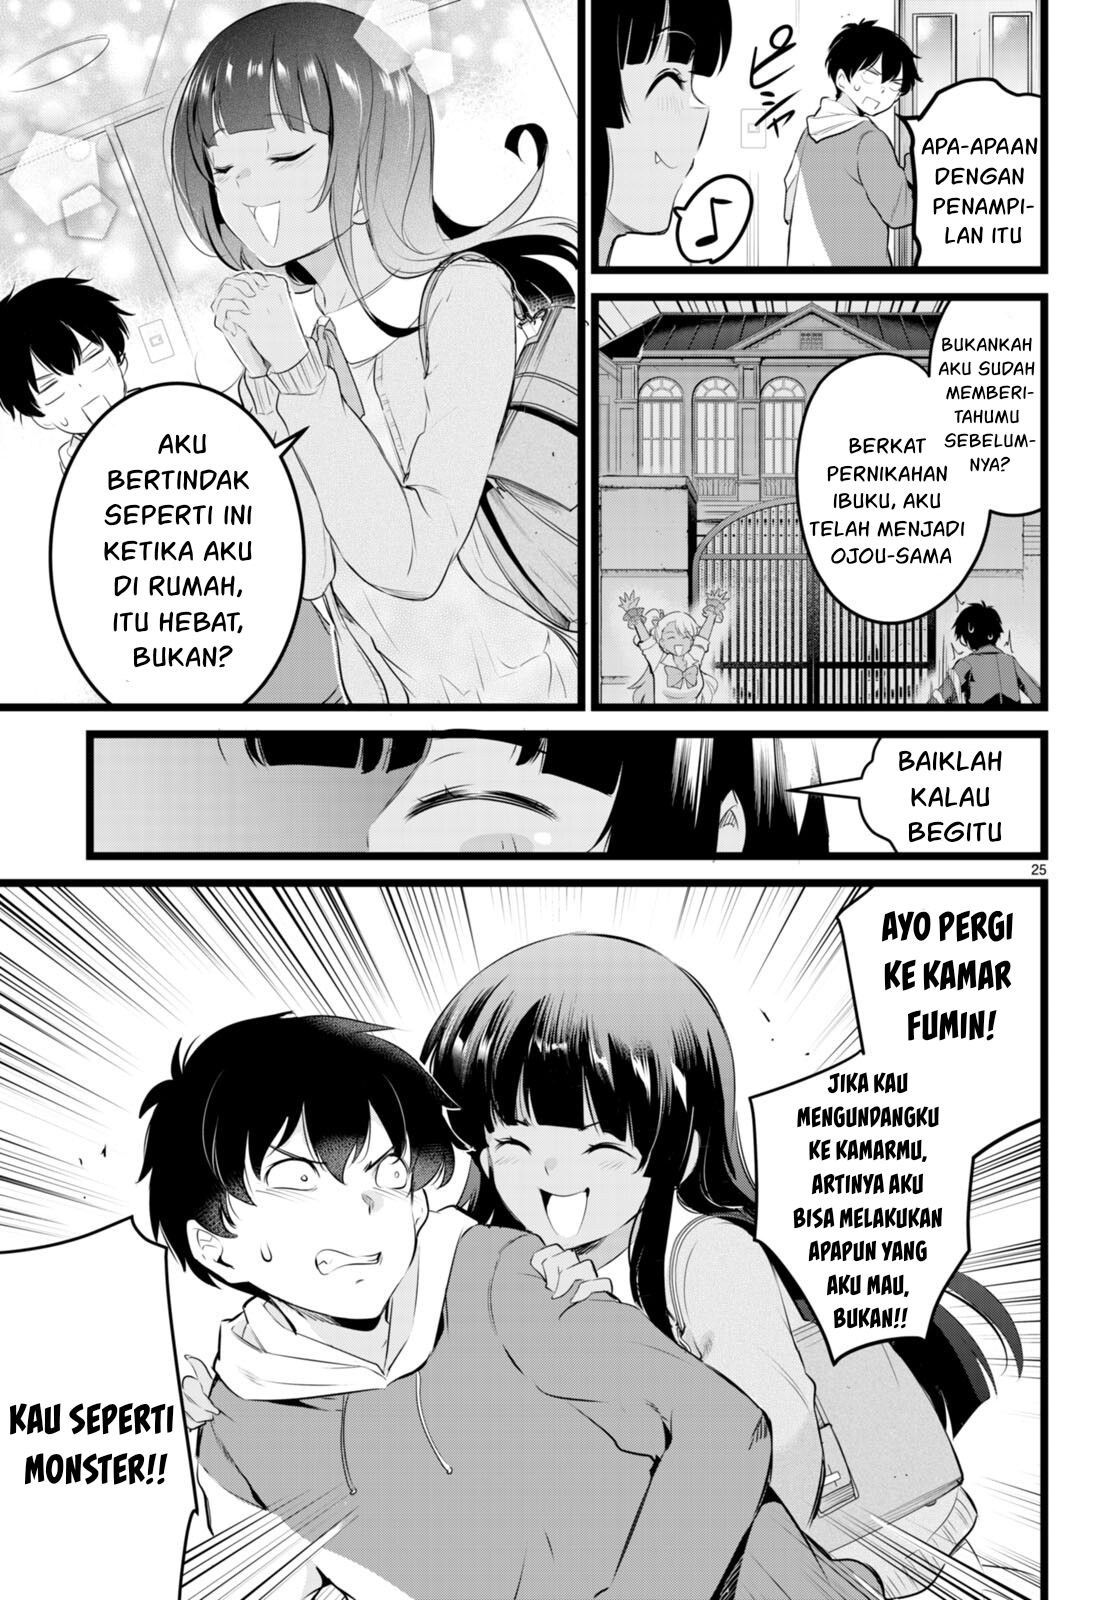 APA-APAAN
DENGAN
PENAMPI-
LAN ITU
ピシャ
BUKANKAH
AKU SUDAH
MEMBERI-
TAHUMU
SEBELUM-
NYA?
BERKAT
PERNIKAHAN
IBUKU, AKU
TELAH MENJADI
OJOU-SAMA
AKU
BERTINDAK
SEPERTI INI
KETIKA AKU
DI RUMAH,
ITU HEBAT,
BUKAN?
BAIKLAH
KALAU
BEGITU
25
AYO PERGI
KE KAMAR
FUMIN!
JIKA KAU
MENGUNDANGKU
KE KAMARMU,
ARTINYA AKU
BISA MELAKUKAN
APAPUN YANG
AKU MAU,
BUKAN!!
KAU SEPERTI
MONSTER!!